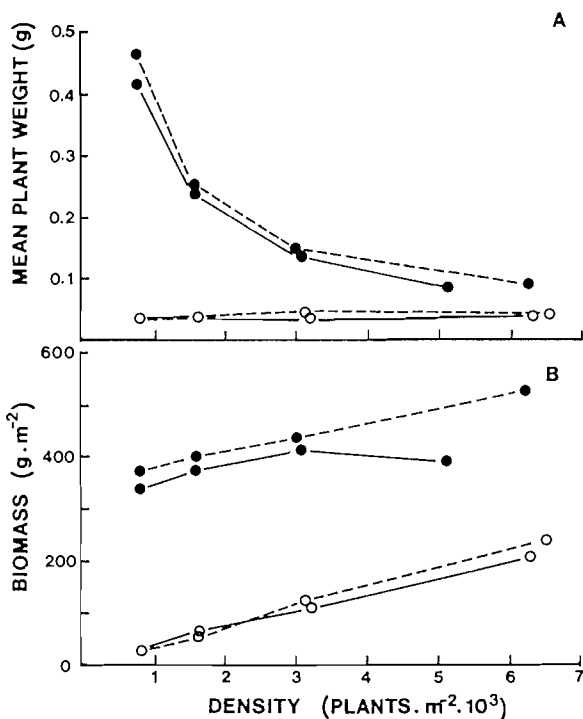 A
MEAN PLANT WEIGHT (g)
0.5
0.4
0.3
0.2
0.1
B
BIOMASS (g·m⁻²)
600
400
200
0
1 2 3 4 5 6 7
DENSITY (PLANTS.m⁻².10³)